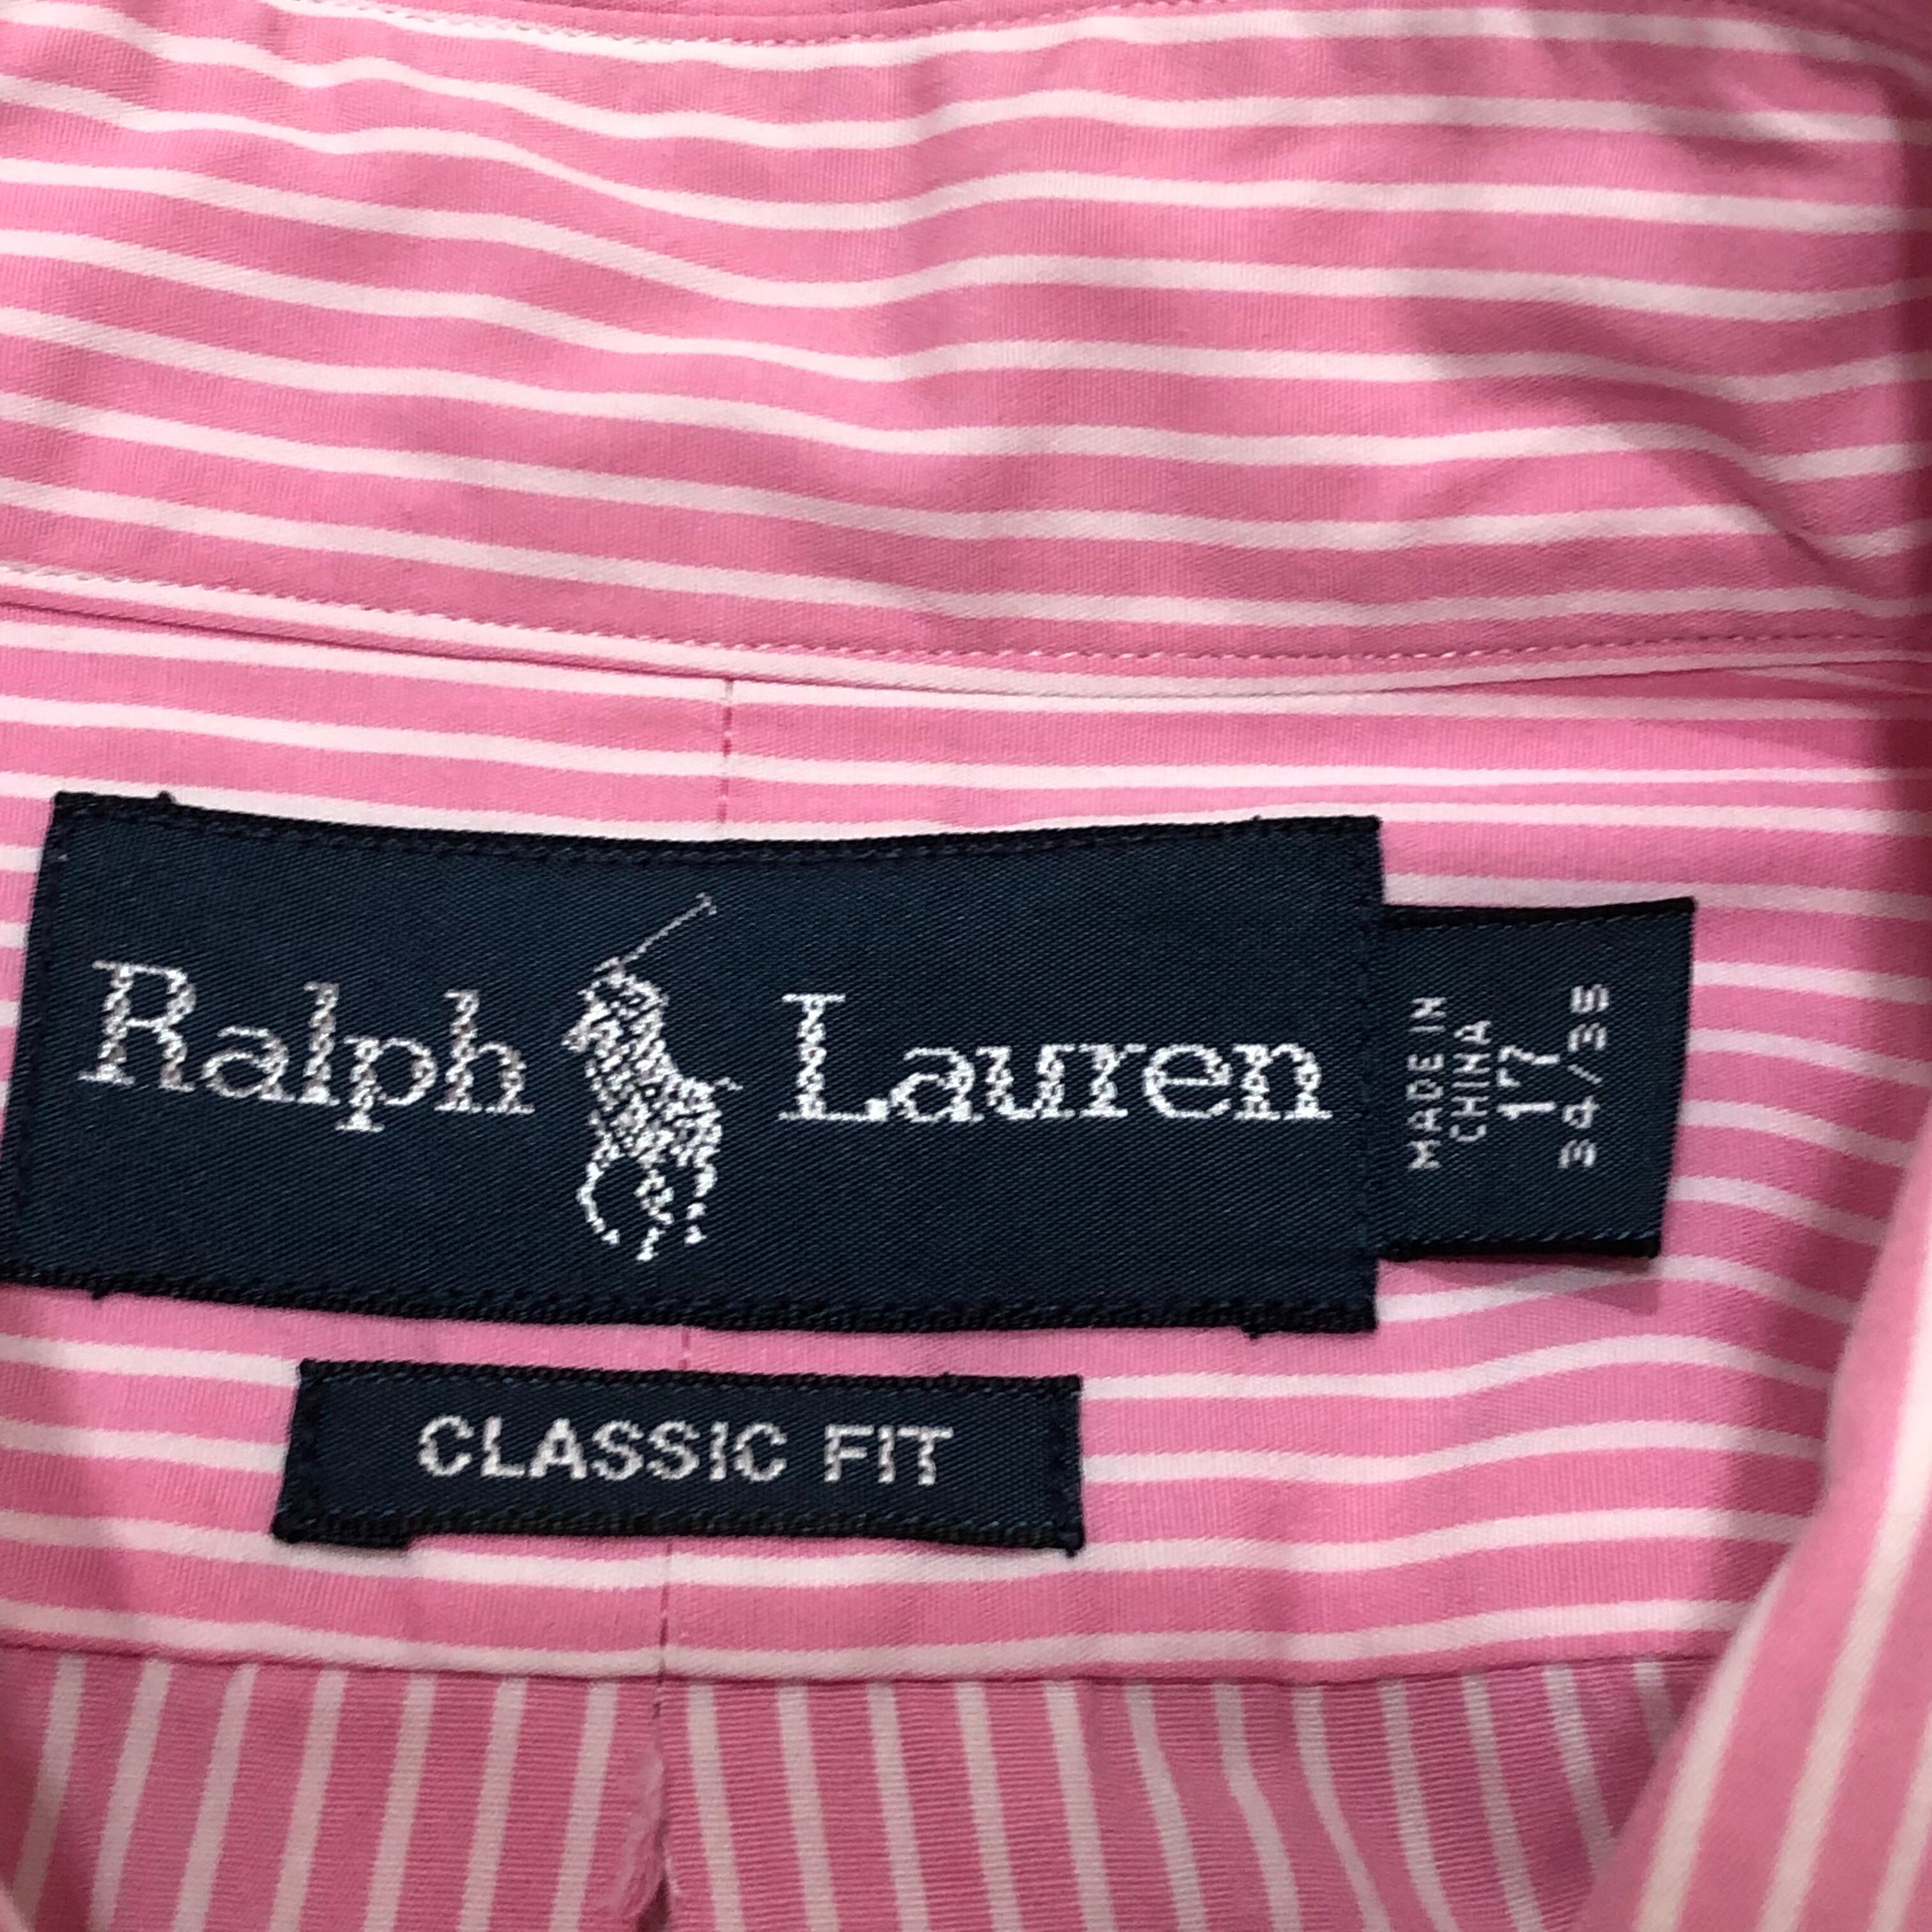 Ralph Lauren
MADE IN
CHINA
17
34/35
CLASSIC FIT